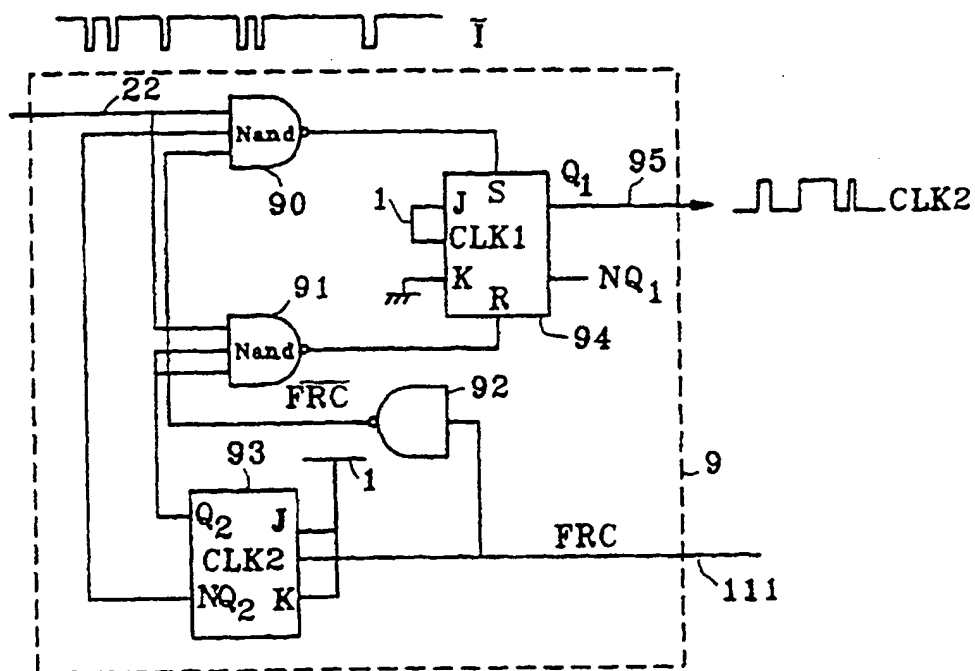 Ī
22
Nand
90
Q₁
95
S
J
1
CLK1
CLK2
K
NQ₁
R
94
91
Nand
F̅R̅C̅
92
93
1
9
Q₂
J
CLK2
FRC
NQ₂
K
111